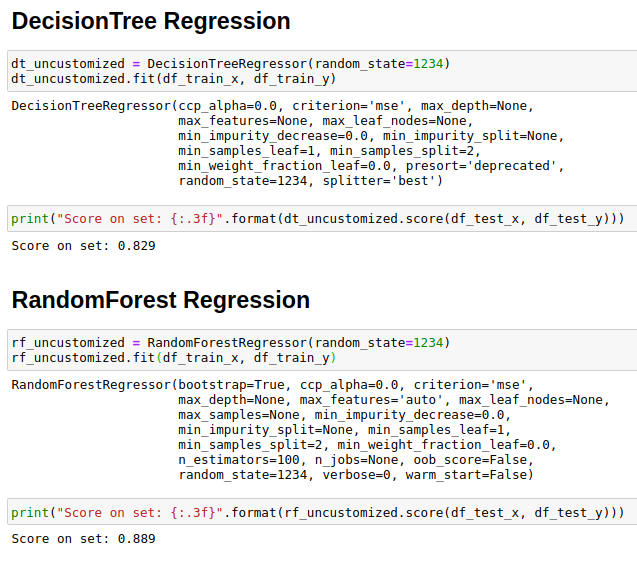 DecisionTree Regression
dt_uncustomized = DecisionTreeRegressor(random_state=1234)
dt_uncustomized.fit(df_train_x, df_train_y)
DecisionTreeRegressor(ccp_alpha=0.0, criterion='mse', max_depth=None,
max_features=None, max_leaf_nodes=None,
min_impurity_decrease=0.0, min_impurity_split=None,
min_samples_leaf=1, min_samples_split=2,
min_weight_fraction_leaf=0.0, presort='deprecated',
random_state=1234, splitter='best')
print("Score on set: {:.3f}".format(dt_uncustomized.score(df_test_x, df_test_y)))
Score on set: 0.829
RandomForest Regression
rf_uncustomized = RandomForestRegressor(random_state=1234)
rf_uncustomized.fit(df_train_x, df_train_y)
RandomForestRegressor(bootstrap=True, ccp_alpha=0.0, criterion='mse',
max_depth=None, max_features='auto', max_leaf_nodes=None,
max_samples=None, min_impurity_decrease=0.0,
min_impurity_split=None, min_samples_leaf=1,
min_samples_split=2, min_weight_fraction_leaf=0.0,
n_estimators=100, n_jobs=None, oob_score=False,
random_state=1234, verbose=0, warm_start=False)
print("Score on set: {:.3f}".format(rf_uncustomized.score(df_test_x, df_test_y)))
Score on set: 0.889